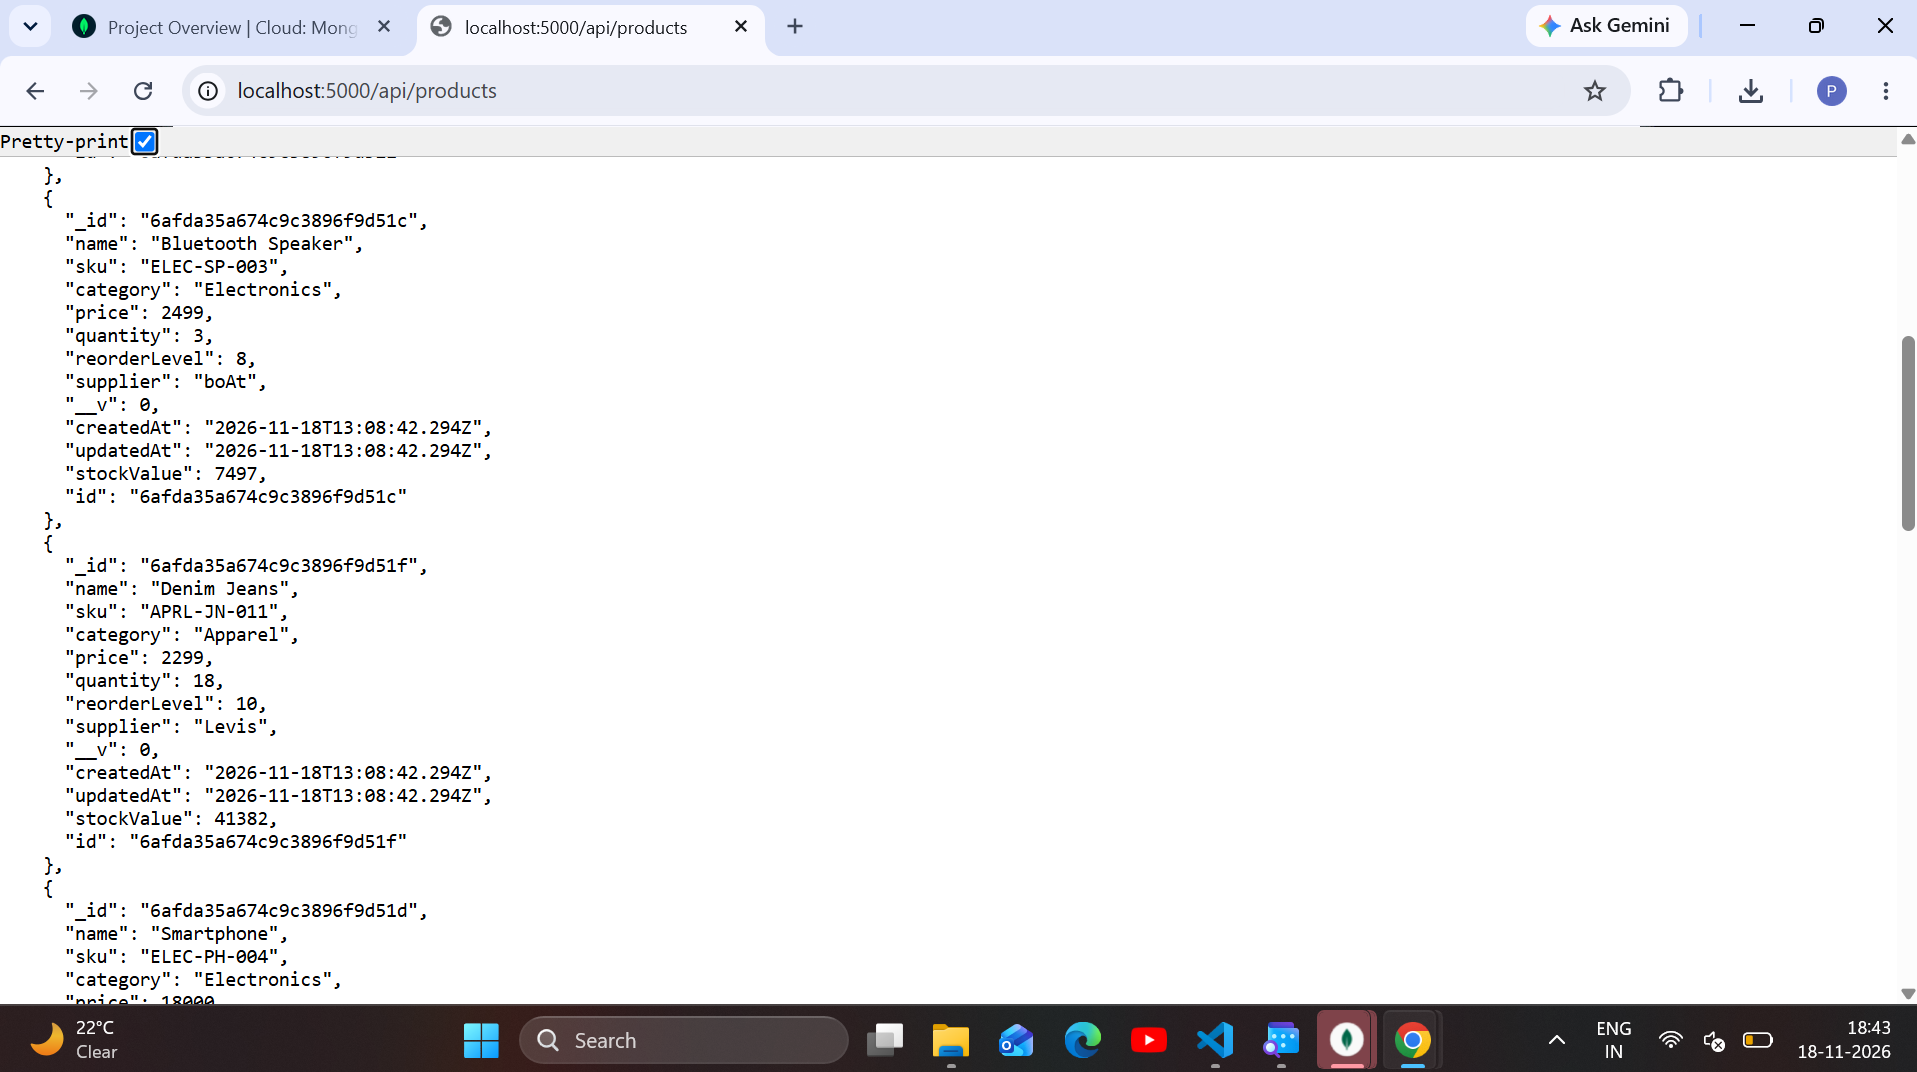 Project Overview | Cloud: Mong
localhost:5000/api/products
Ask Gemini
localhost:5000/api/products
P
Pretty-print
},
{
"_id": "6afda35a674c9c3896f9d51c",
"name": "Bluetooth Speaker",
"sku": "ELEC-SP-003",
"category": "Electronics",
"price": 2499,
"quantity": 3,
"reorderLevel": 8,
"supplier": "boAt",
"__v": 0,
"createdAt": "2026-11-18T13:08:42.294Z",
"updatedAt": "2026-11-18T13:08:42.294Z",
"stockValue": 7497,
"id": "6afda35a674c9c3896f9d51c"
},
{
"_id": "6afda35a674c9c3896f9d51f",
"name": "Denim Jeans",
"sku": "APRL-JN-011",
"category": "Apparel",
"price": 2299,
"quantity": 18,
"reorderLevel": 10,
"supplier": "Levis",
"__v": 0,
"createdAt": "2026-11-18T13:08:42.294Z",
"updatedAt": "2026-11-18T13:08:42.294Z",
"stockValue": 41382,
"id": "6afda35a674c9c3896f9d51f"
},
{
"_id": "6afda35a674c9c3896f9d51d",
"name": "Smartphone",
"sku": "ELEC-PH-004",
"category": "Electronics",
"price": 18000
22°C
Clear
Search
ENG
IN
18:43
18-11-2026